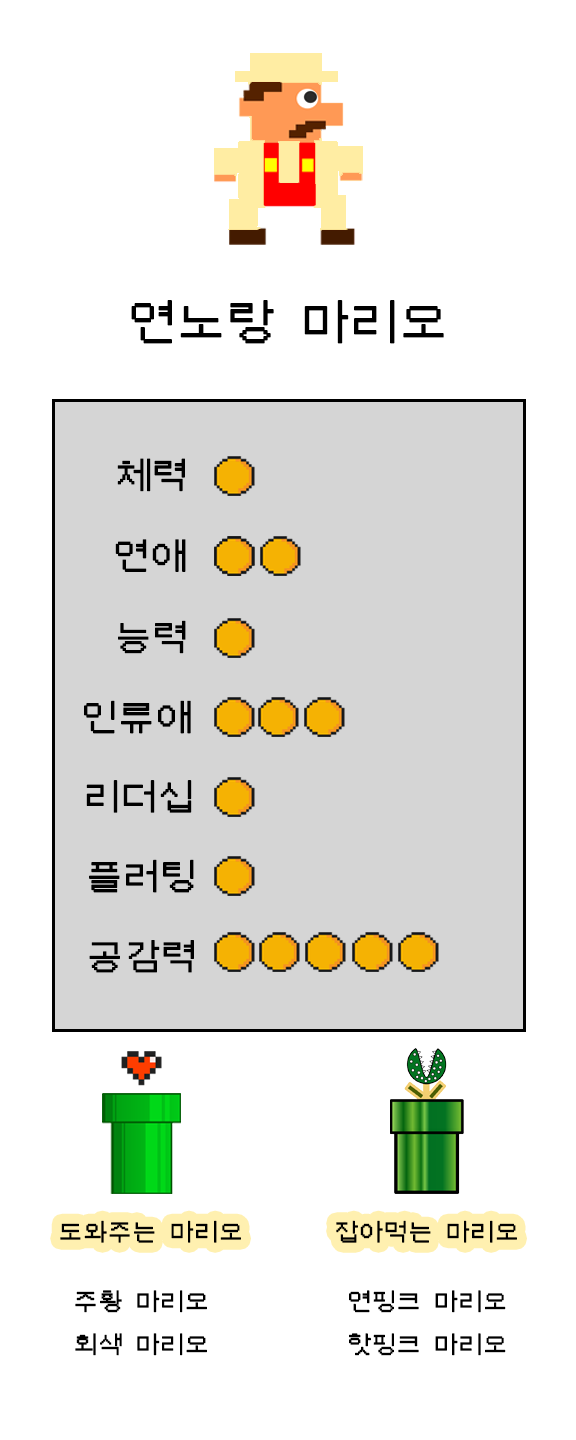 연노랑 마리오
체력
연애
능력
인류애
리더십
플러팅
공감력
도와주는 마리오
잡아먹는 마리오
주황 마리오
연핑크 마리오
회색 마리오
핫핑크 마리오